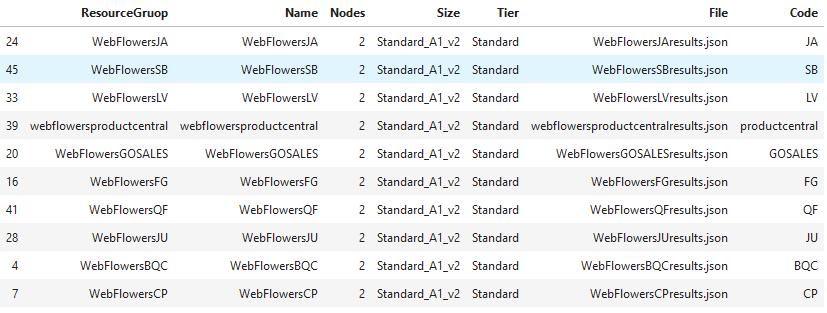 ResourceGruop Name Nodes Size Tier File Code
24 WebFlowersJA WebFlowersJA 2 Standard_A1_v2 Standard WebFlowersJAresults.json JA
45 WebFlowersSB WebFlowersSB 2 Standard_A1_v2 Standard WebFlowersSBresults.json SB
33 WebFlowersLV WebFlowersLV 2 Standard_A1_v2 Standard WebFlowersLVresults.json LV
39 webflowersproductcentral webflowersproductcentral 2 Standard_A1_v2 Standard webflowersproductcentralresults.json productcentral
20 WebFlowersGOSALES WebFlowersGOSALES 2 Standard_A1_v2 Standard WebFlowersGOSALESresults.json GOSALES
16 WebFlowersFG WebFlowersFG 2 Standard_A1_v2 Standard WebFlowersFGresults.json FG
41 WebFlowersQF WebFlowersQF 2 Standard_A1_v2 Standard WebFlowersQFresults.json QF
28 WebFlowersJU WebFlowersJU 2 Standard_A1_v2 Standard WebFlowersJUresults.json JU
4 WebFlowersBQC WebFlowersBQC 2 Standard_A1_v2 Standard WebFlowersBQCresults.json BQC
7 WebFlowersCP WebFlowersCP 2 Standard_A1_v2 Standard WebFlowersCPresults.json CP